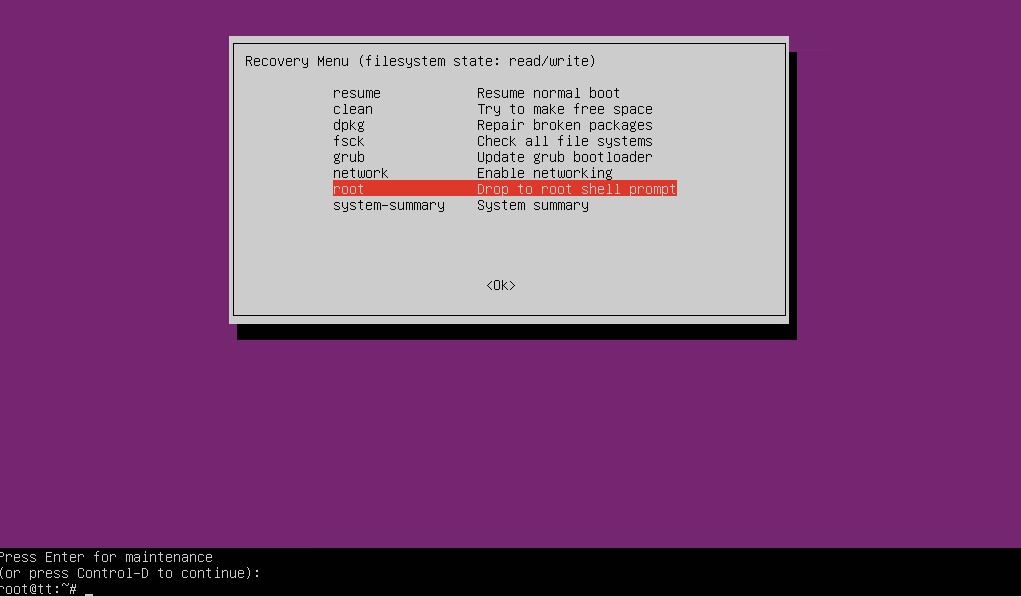 Recovery Menu (filesystem state: read/write)
resume Resume normal boot
clean Try to make free space
dpkg Repair broken packages
fsck Check all file systems
grub Update grub bootloader
network Enable networking
root Drop to root shell prompt
system-summary System summary
<Ok>
Press Enter for maintenance
(or press Control-D to continue):
root@tt:~# _